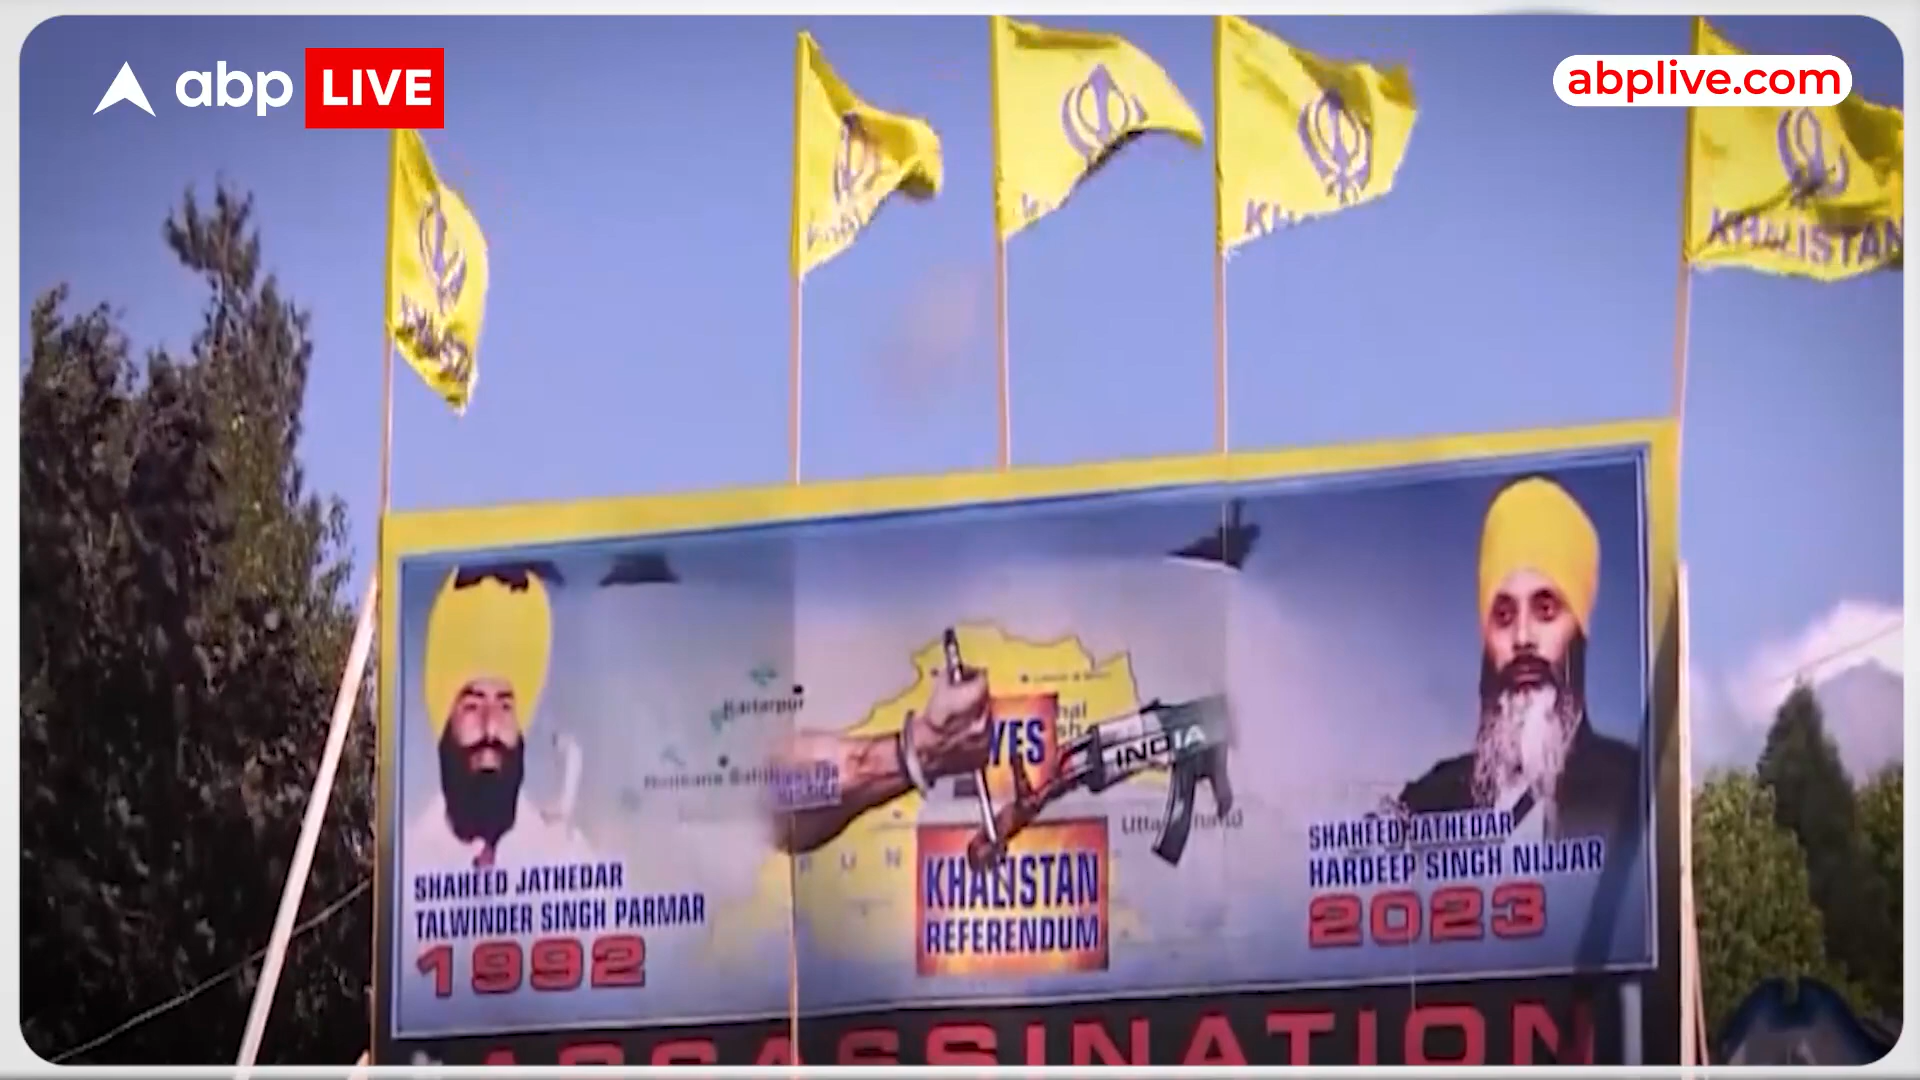 abp LIVE
abplive.com
KHALISTAN
Kartarpur
YES
INDIA
SHAHEED JATHEDAR
TALWINDER SINGH PARMAR
1992
KHALISTAN
REFERENDUM
SHAHEED JATHEDAR
HARDEEP SINGH NIJJAR
2023
ASSASSINATION